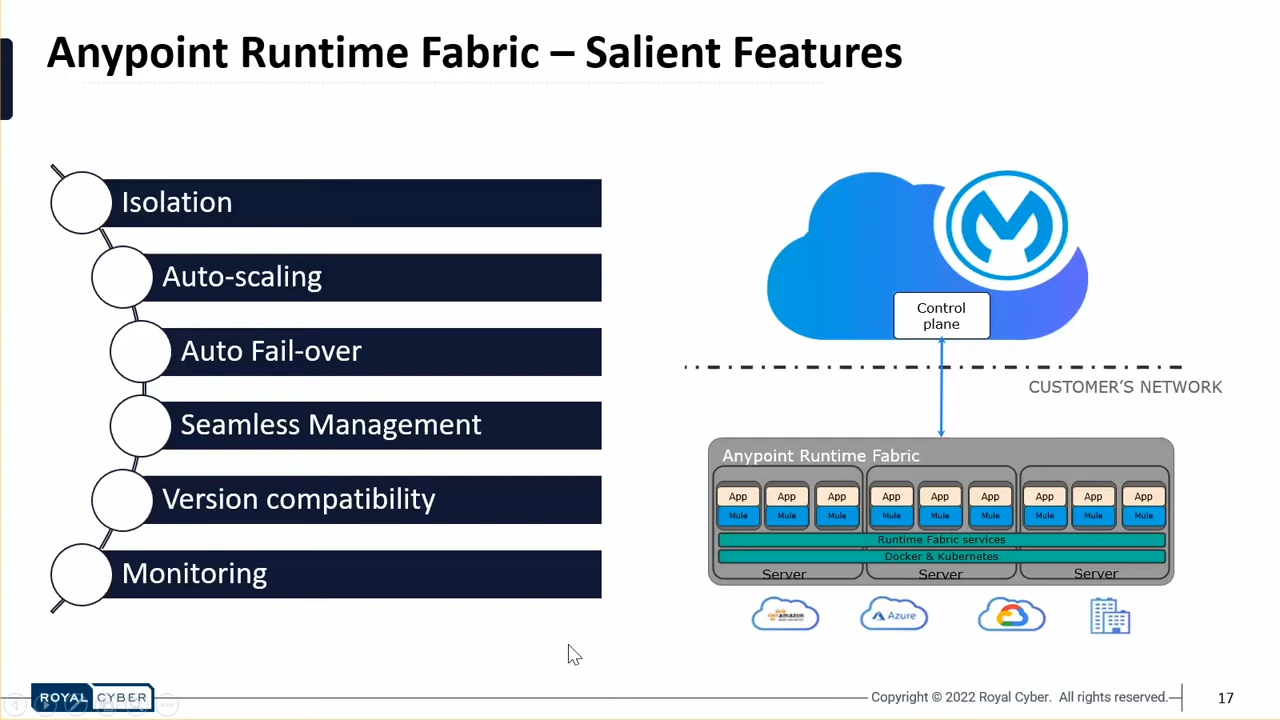 Anypoint Runtime Fabric – Salient Features
Isolation
Auto-scaling
Auto Fail-over
Seamless Management
Version compatibility
Monitoring
Control
plane
CUSTOMER’S NETWORK
Anypoint Runtime Fabric
App App App App App App App App App
Mule Mule Mule Mule Mule Mule Mule Mule Mule
Runtime Fabric services
Docker & Kubernetes
Server Server Server
amazon
Azure
ROYAL CYBER
Copyright © 2022 Royal Cyber. All rights reserved.
17